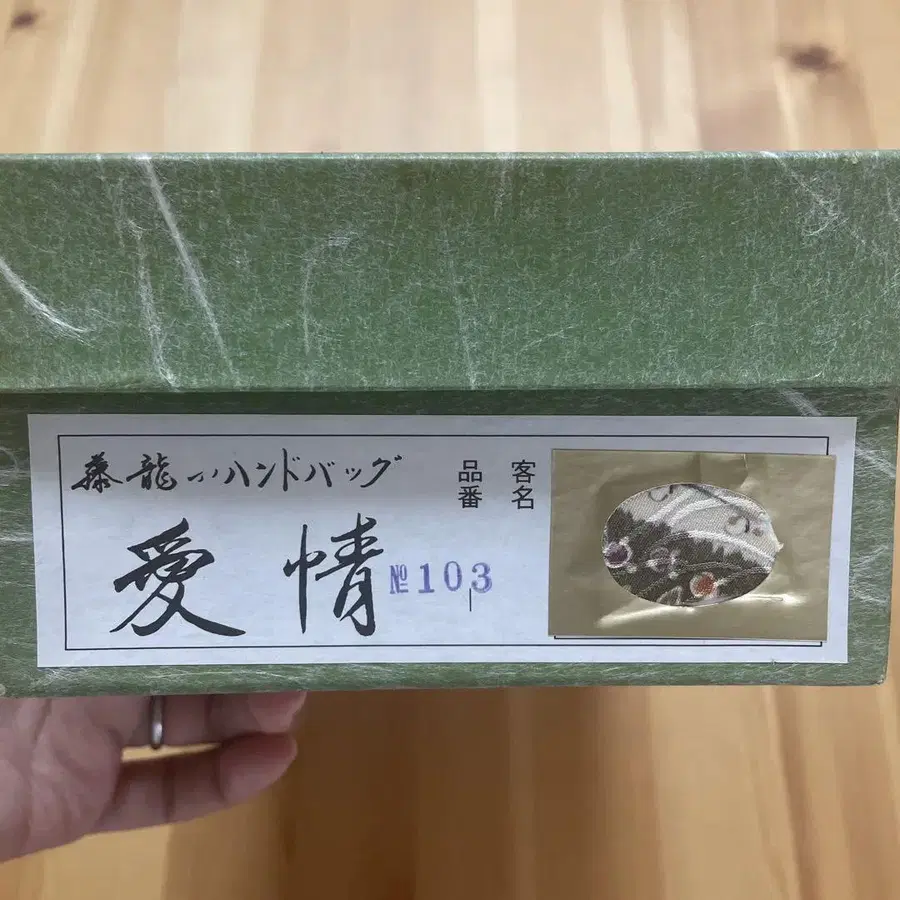 藤龍のハンドバッグ
愛情
№103
品番
客名